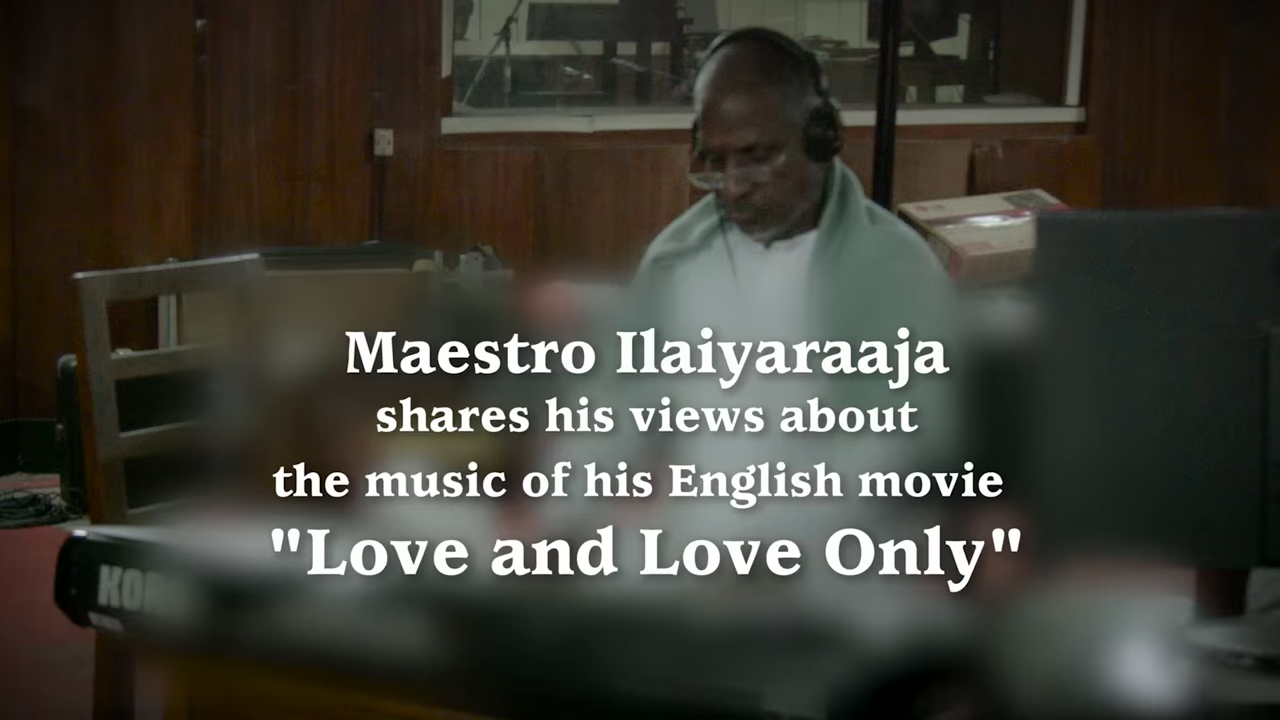 Maestro Ilaiyaraaja
shares his views about
the music of his English movie
"Love and Love Only"